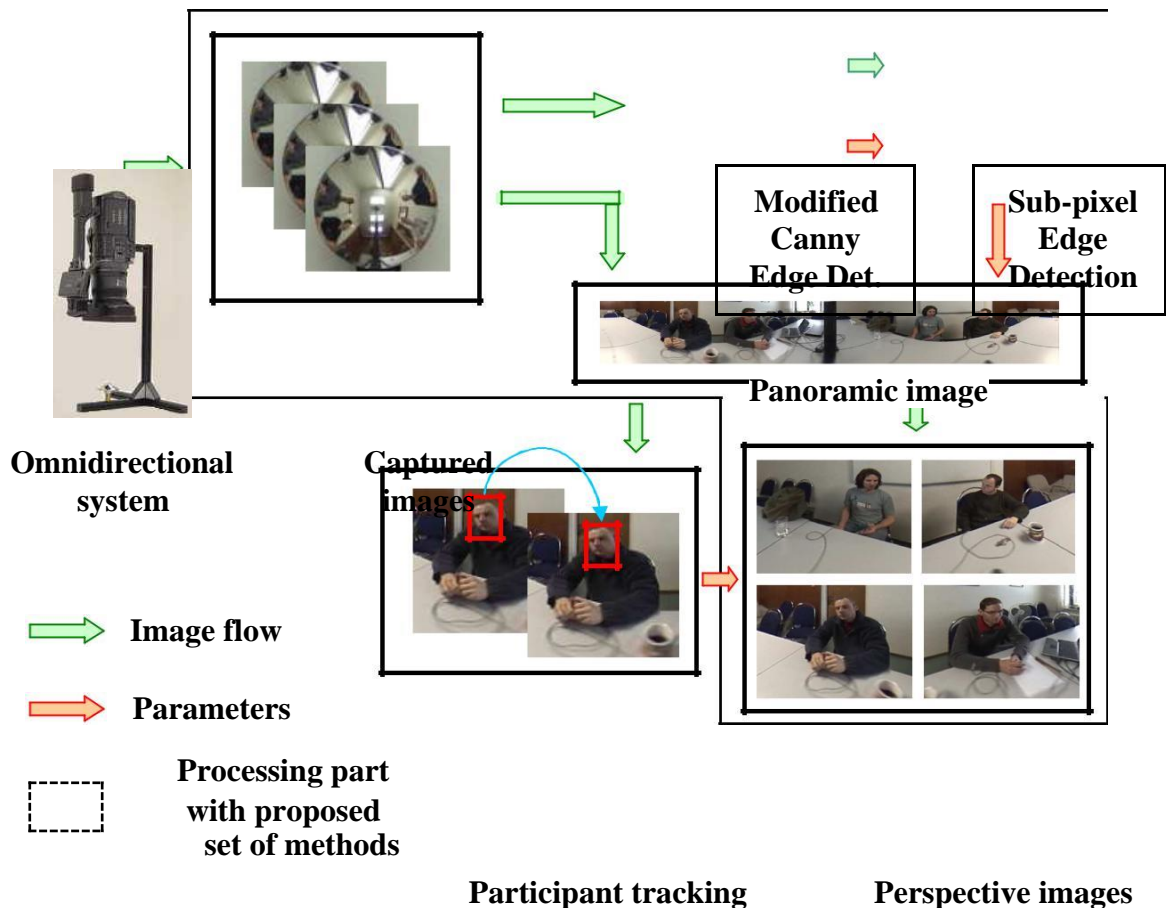 Modified
Canny
Edge Det.
Sub-pixel
Edge
Detection
Panoramic image
Omnidirectional
system
Captured
images
Image flow
Parameters
Processing part
with proposed
set of methods
Participant tracking
Perspective images